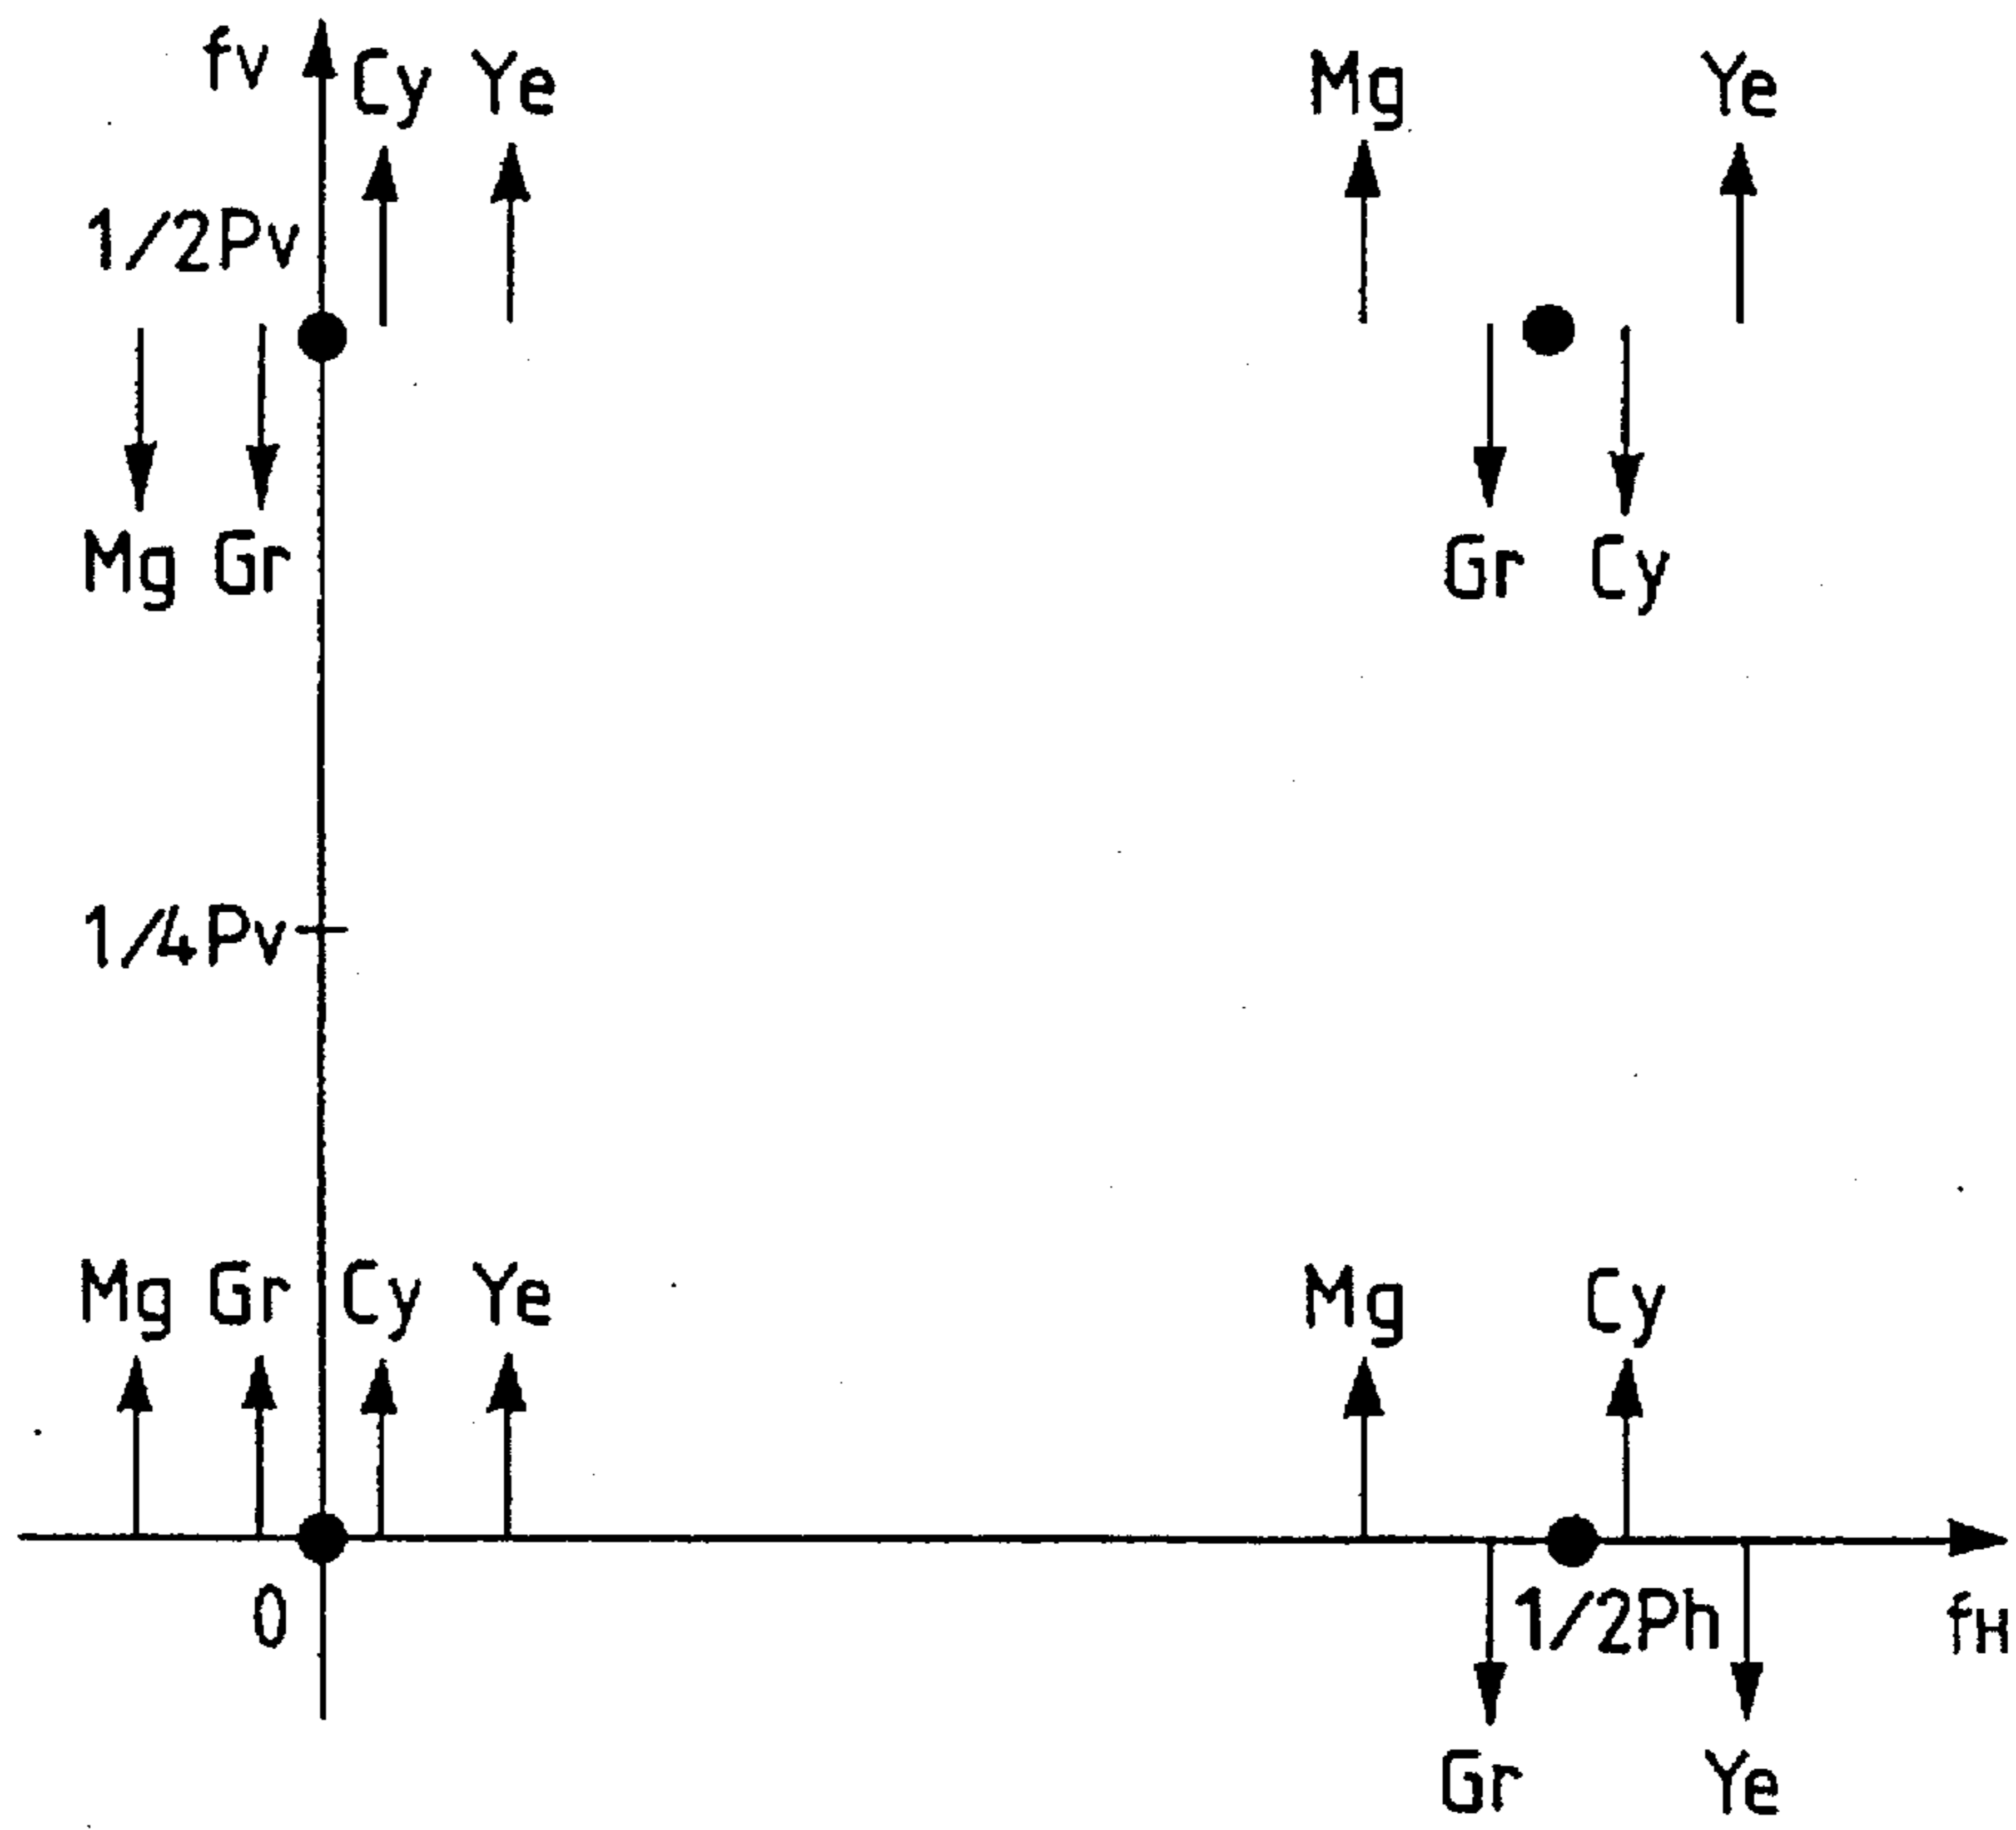 fv Cy Ye Mg Ye
1/2Pv
Mg Gr Gr Cy
1/4Pv
Mg Gr Cy Ye Mg Cy
0 1/2Ph fH
Gr Ye